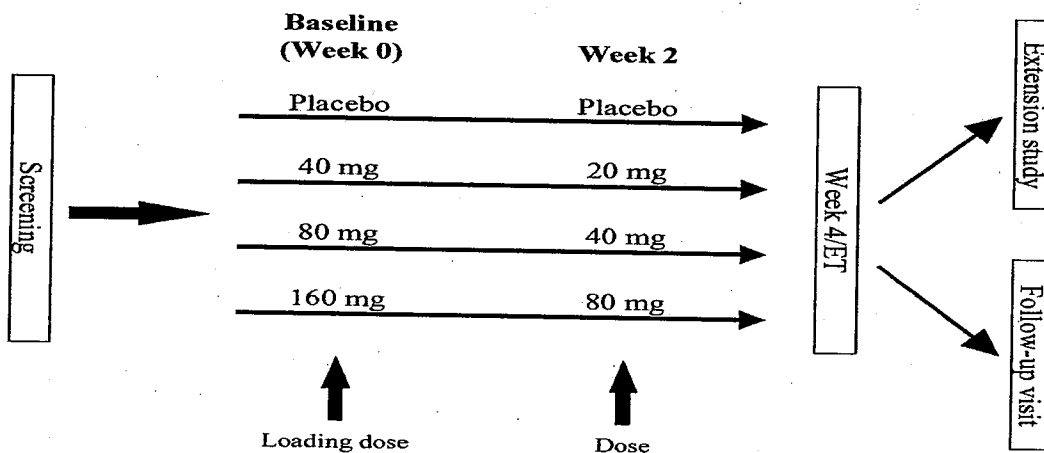 Screening
Baseline
(Week 0)
Week 2
Placebo
Placebo
40 mg
20 mg
80 mg
40 mg
160 mg
80 mg
Loading dose
Dose
Week 4/ET
Extension study
Follow-up visit